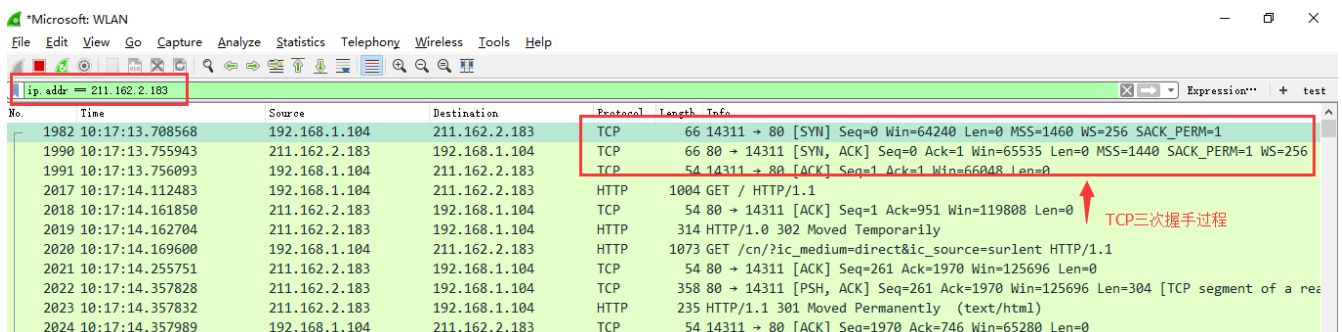 *Microsoft: WLAN
File Edit View Go Capture Analyze Statistics Telephony Wireless Tools Help
ip.addr == 211.162.2.183 Expression… + test
No. Time Source Destination Protocol Length Info
1982 10:17:13.708568 192.168.1.104 211.162.2.183 TCP 66 14311 → 80 [SYN] Seq=0 Win=64240 Len=0 MSS=1460 WS=256 SACK_PERM=1
1990 10:17:13.755943 211.162.2.183 192.168.1.104 TCP 66 80 → 14311 [SYN, ACK] Seq=0 Ack=1 Win=65535 Len=0 MSS=1440 SACK_PERM=1 WS=256
1991 10:17:13.756093 192.168.1.104 211.162.2.183 TCP 54 14311 → 80 [ACK] Seq=1 Ack=1 Win=66048 Len=0
2017 10:17:14.112483 192.168.1.104 211.162.2.183 HTTP 1004 GET / HTTP/1.1
2018 10:17:14.161850 211.162.2.183 192.168.1.104 TCP 54 80 → 14311 [ACK] Seq=1 Ack=951 Win=119808 Len=0
TCP三次握手过程
2019 10:17:14.162704 211.162.2.183 192.168.1.104 HTTP 314 HTTP/1.0 302 Moved Temporarily
2020 10:17:14.169600 192.168.1.104 211.162.2.183 HTTP 1073 GET /cn/?ic_medium=direct&ic_source=surlent HTTP/1.1
2021 10:17:14.255751 211.162.2.183 192.168.1.104 TCP 54 80 → 14311 [ACK] Seq=261 Ack=1970 Win=125696 Len=0
2022 10:17:14.357828 211.162.2.183 192.168.1.104 TCP 358 80 → 14311 [PSH, ACK] Seq=261 Ack=1970 Win=125696 Len=304 [TCP segment of a rea
2023 10:17:14.357832 211.162.2.183 192.168.1.104 HTTP 235 HTTP/1.1 301 Moved Permanently (text/html)
2024 10:17:14.357989 192.168.1.104 211.162.2.183 TCP 54 14311 → 80 [ACK] Seq=1970 Ack=746 Win=65280 Len=0